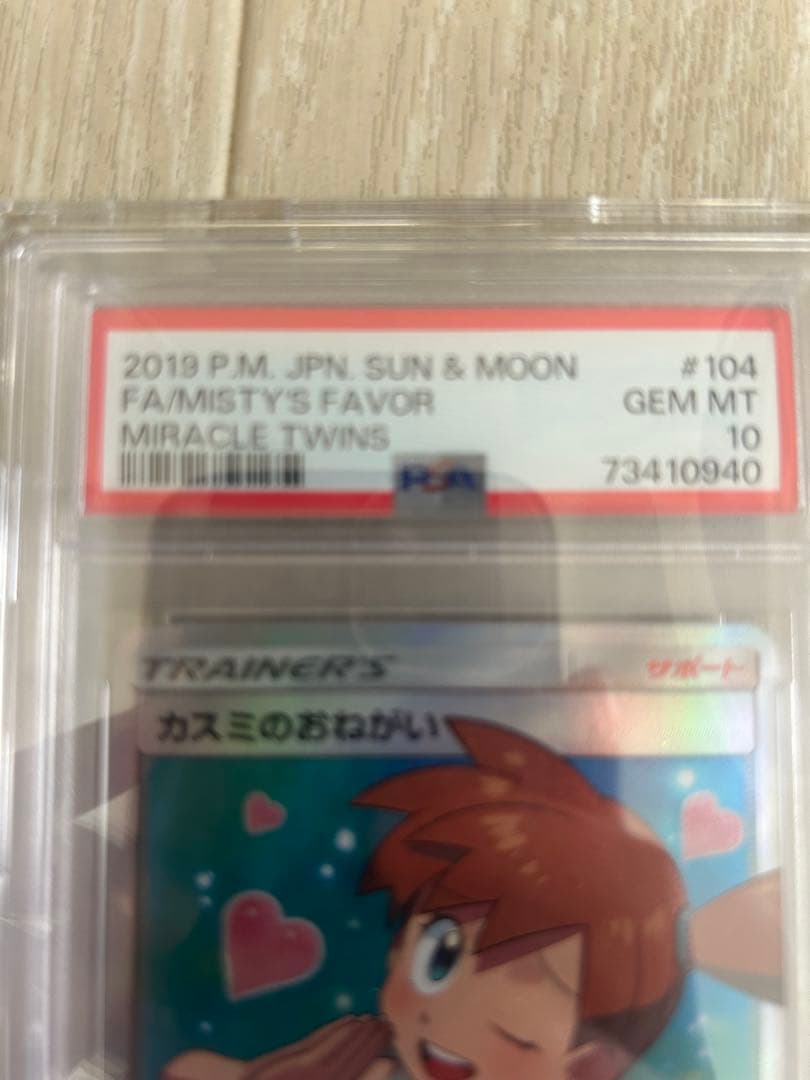 2019 P.M. JPN. SUN & MOON #104
FA/MISTY'S FAVOR GEM MT
MIRACLE TWINS 10
PSA 73410940
TRAINER'S サポート
カスミのおねがい